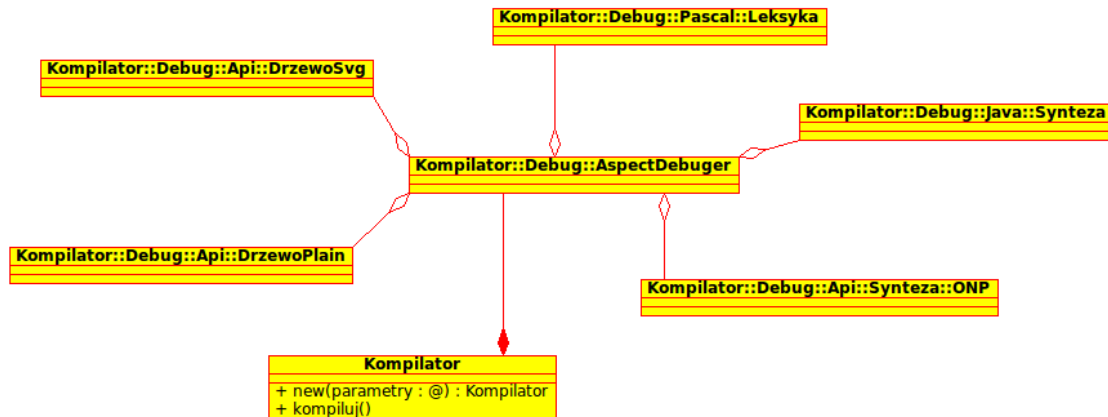 Kompilator::Debug::Pascal::Leksyka
Kompilator::Debug::Api::DrzewoSvg
Kompilator::Debug::Java::Synteza
Kompilator::Debug::AspectDebuger
Kompilator::Debug::Api::DrzewoPlain
Kompilator::Debug::Api::Synteza::ONP
Kompilator
+ new(parametry : @) : Kompilator
+ kompiluj()